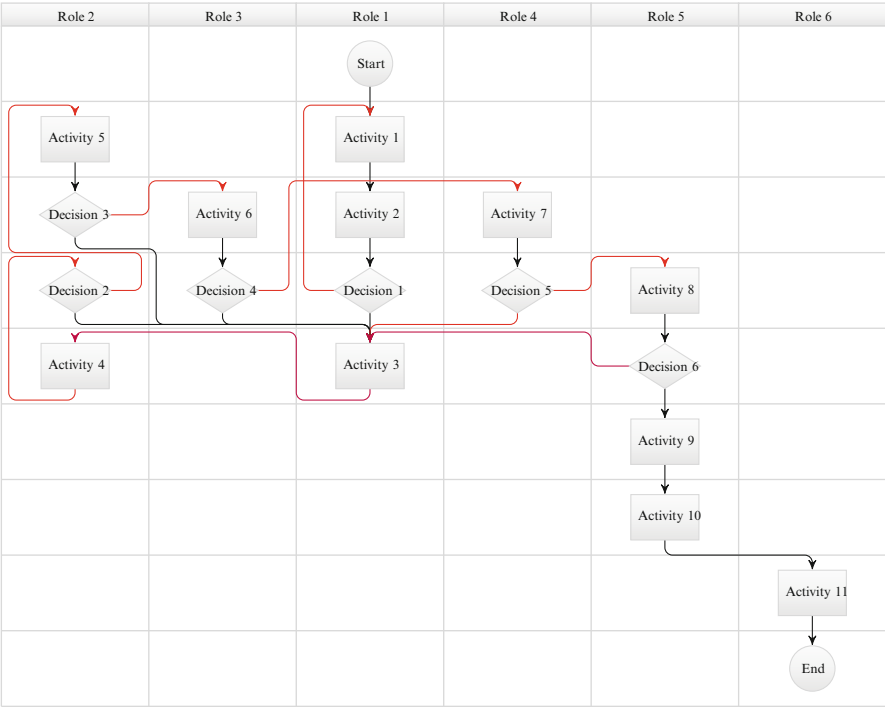 Role 2 Role 3 Role 1 Role 4 Role 5 Role 6
Start
Activity 5 Activity 1
Decision 3 Activity 6 Activity 2 Activity 7
Decision 2 Decision 4 Decision 1 Decision 5 Activity 8
Activity 4 Activity 3 Decision 6
Activity 9
Activity 10
Activity 11
End